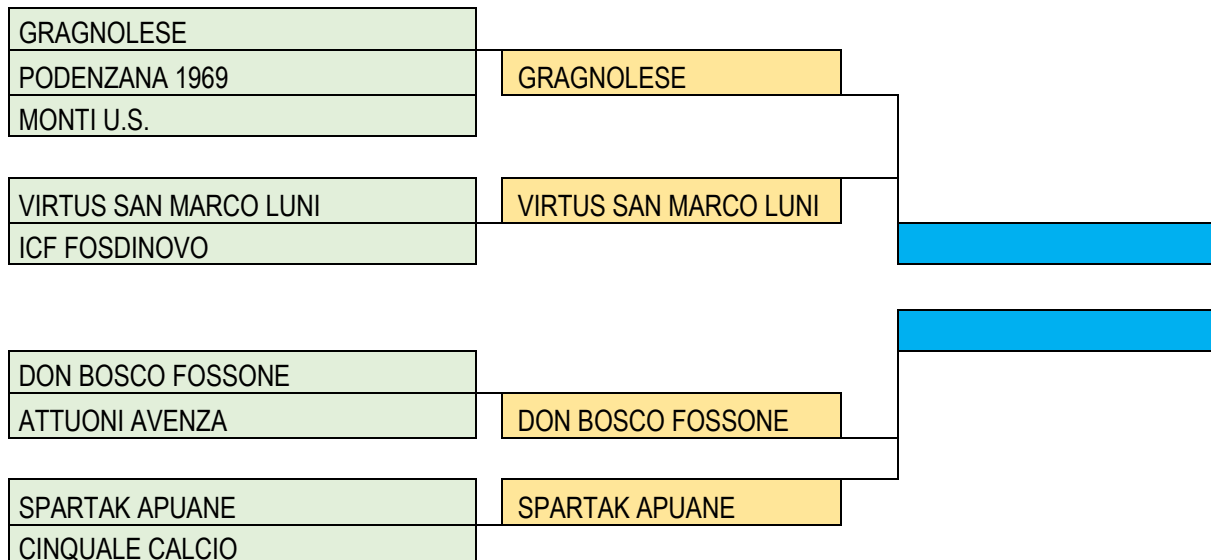 GRAGNOLESE
PODENZANA 1969
GRAGNOLESE
MONTI U.S.
VIRTUS SAN MARCO LUNI
VIRTUS SAN MARCO LUNI
ICF FOSDINOVO
DON BOSCO FOSSONE
ATTUONI AVENZA
DON BOSCO FOSSONE
SPARTAK APUANE
SPARTAK APUANE
CINQUALE CALCIO